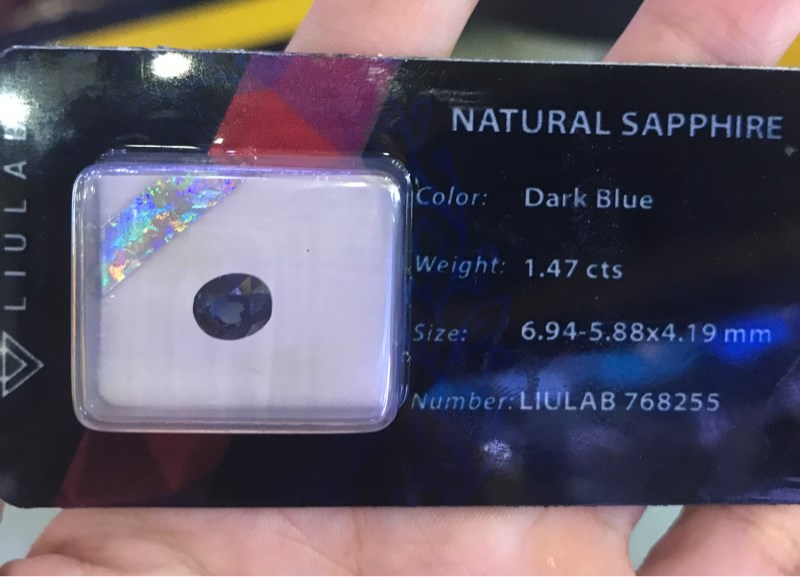 LIULAB
NATURAL SAPPHIRE
Color: Dark Blue
Weight: 1.47 cts
Size: 6.94-5.88x4.19 mm
Number: LIULAB 768255